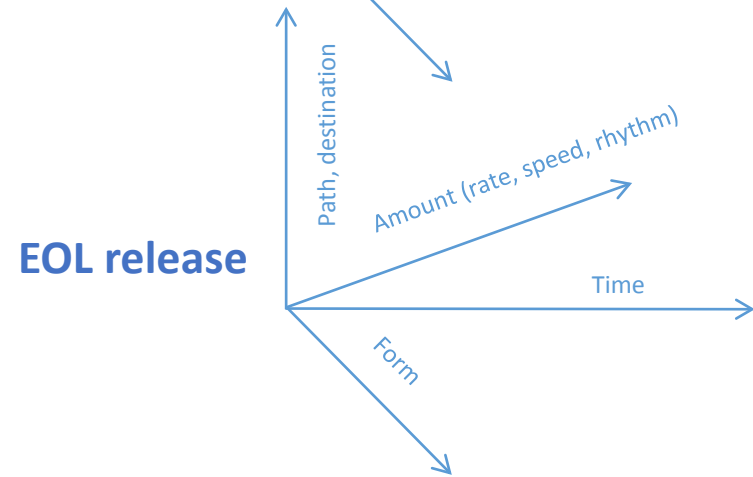 Path, destination
Amount (rate, speed, rhythm)
EOL release
Time
Form